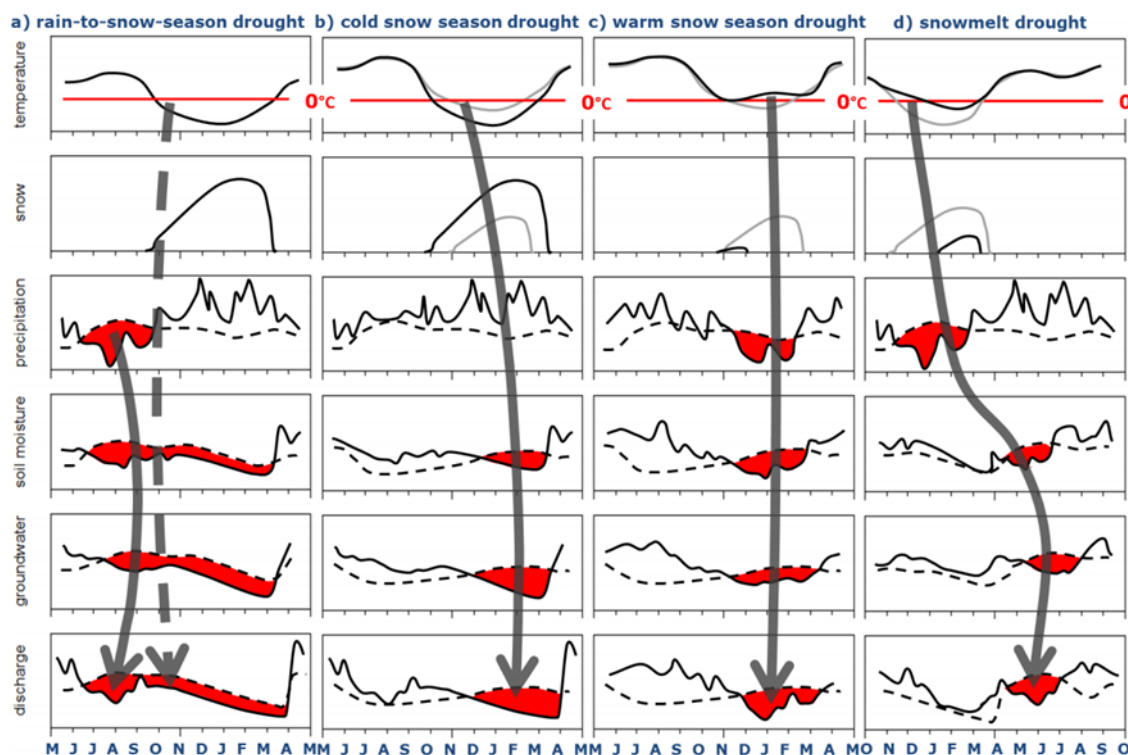 a) rain-to-snow-season drought b) cold snow season drought c) warm snow season drought d) snowmelt drought
temperature
0°C 0°C 0°C 0
snow
precipitation
soil moisture
groundwater
discharge
M J J A S O N D J F M A M J J A S O N D J F M A M J J A S O N D J F M A M O N D J F M A M J J A S O